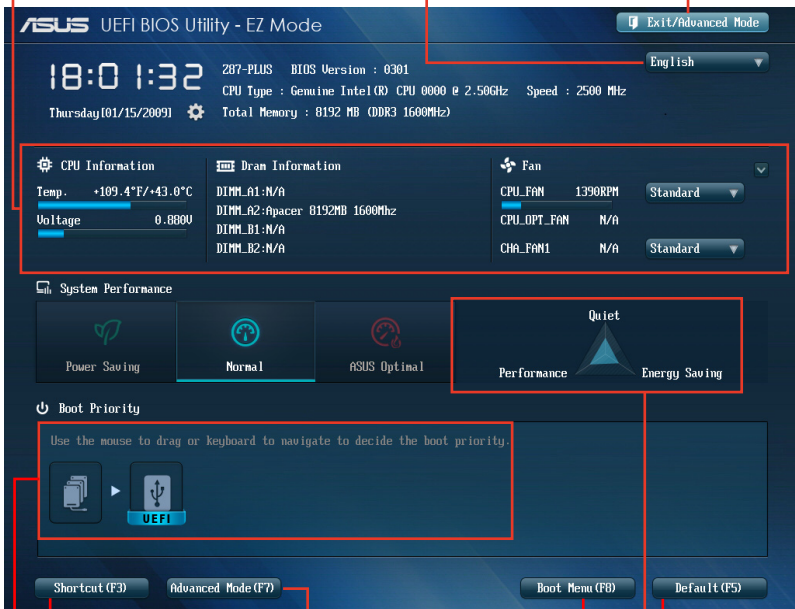 ASUS UEFI BIOS Utility - EZ Mode
Exit/Advanced Mode
English
18:01:32
Thursday[01/15/2009]
Z87-PLUS BIOS Version : 0301
CPU Type : Genuine Intel(R) CPU 0000 @ 2.50GHz Speed : 2500 MHz
Total Memory : 8192 MB (DDR3 1600MHz)
CPU Information
Temp. +109.4°F/+43.0°C
Voltage 0.880V
Dram Information
DIMM_A1:N/A
DIMM_A2:Apacer 8192MB 1600Mhz
DIMM_B1:N/A
DIMM_B2:N/A
Fan
CPU_FAN 1390RPM Standard
CPU_OPT_FAN N/A
CHA_FAN1 N/A Standard
System Performance
Power Saving
Normal
ASUS Optimal
Quiet
Performance
Energy Saving
Boot Priority
Use the mouse to drag or keyboard to navigate to decide the boot priority.
UEFI
Shortcut(F3)
Advanced Mode(F7)
Boot Menu(F8)
Default(F5)